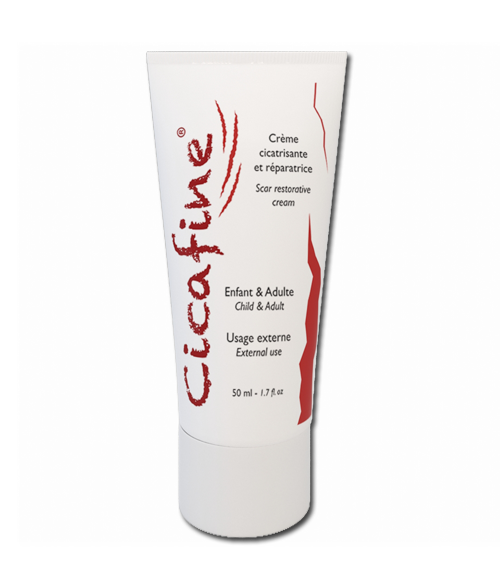 Cicafine®
Crème
cicatrisante
et réparatrice
Scar restorative
cream
Enfant & Adulte
Child & Adult
Usage externe
External use
50 ml - 1.7 fl. oz